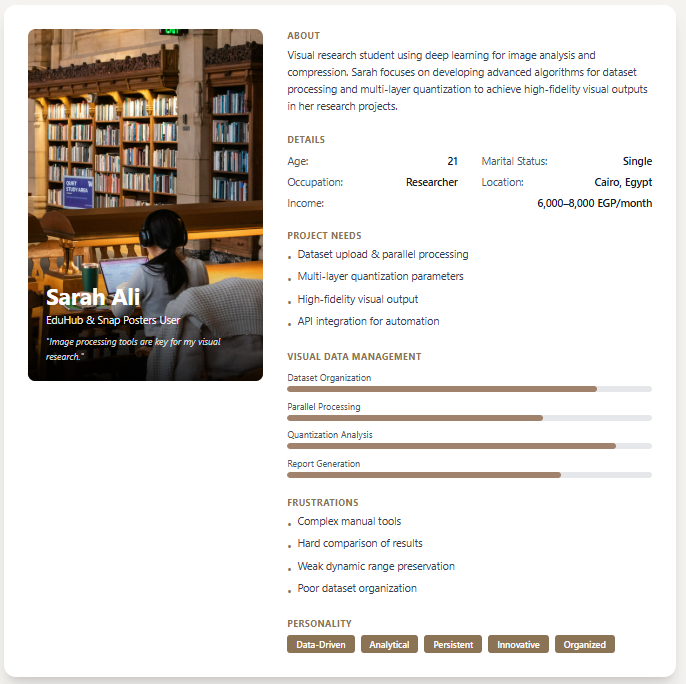 QUIET
STUDY AREA
Sarah Ali
EduHub & Snap Posters User
"Image processing tools are key for my visual
research."
ABOUT
Visual research student using deep learning for image analysis and
compression. Sarah focuses on developing advanced algorithms for dataset
processing and multi-layer quantization to achieve high-fidelity visual outputs
in her research projects.
DETAILS
Age: 21 Marital Status: Single
Occupation: Researcher Location: Cairo, Egypt
Income: 6,000–8,000 EGP/month
PROJECT NEEDS
• Dataset upload & parallel processing
• Multi-layer quantization parameters
• High-fidelity visual output
• API integration for automation
VISUAL DATA MANAGEMENT
Dataset Organization
Parallel Processing
Quantization Analysis
Report Generation
FRUSTRATIONS
• Complex manual tools
• Hard comparison of results
• Weak dynamic range preservation
• Poor dataset organization
PERSONALITY
Data-Driven Analytical Persistent Innovative Organized